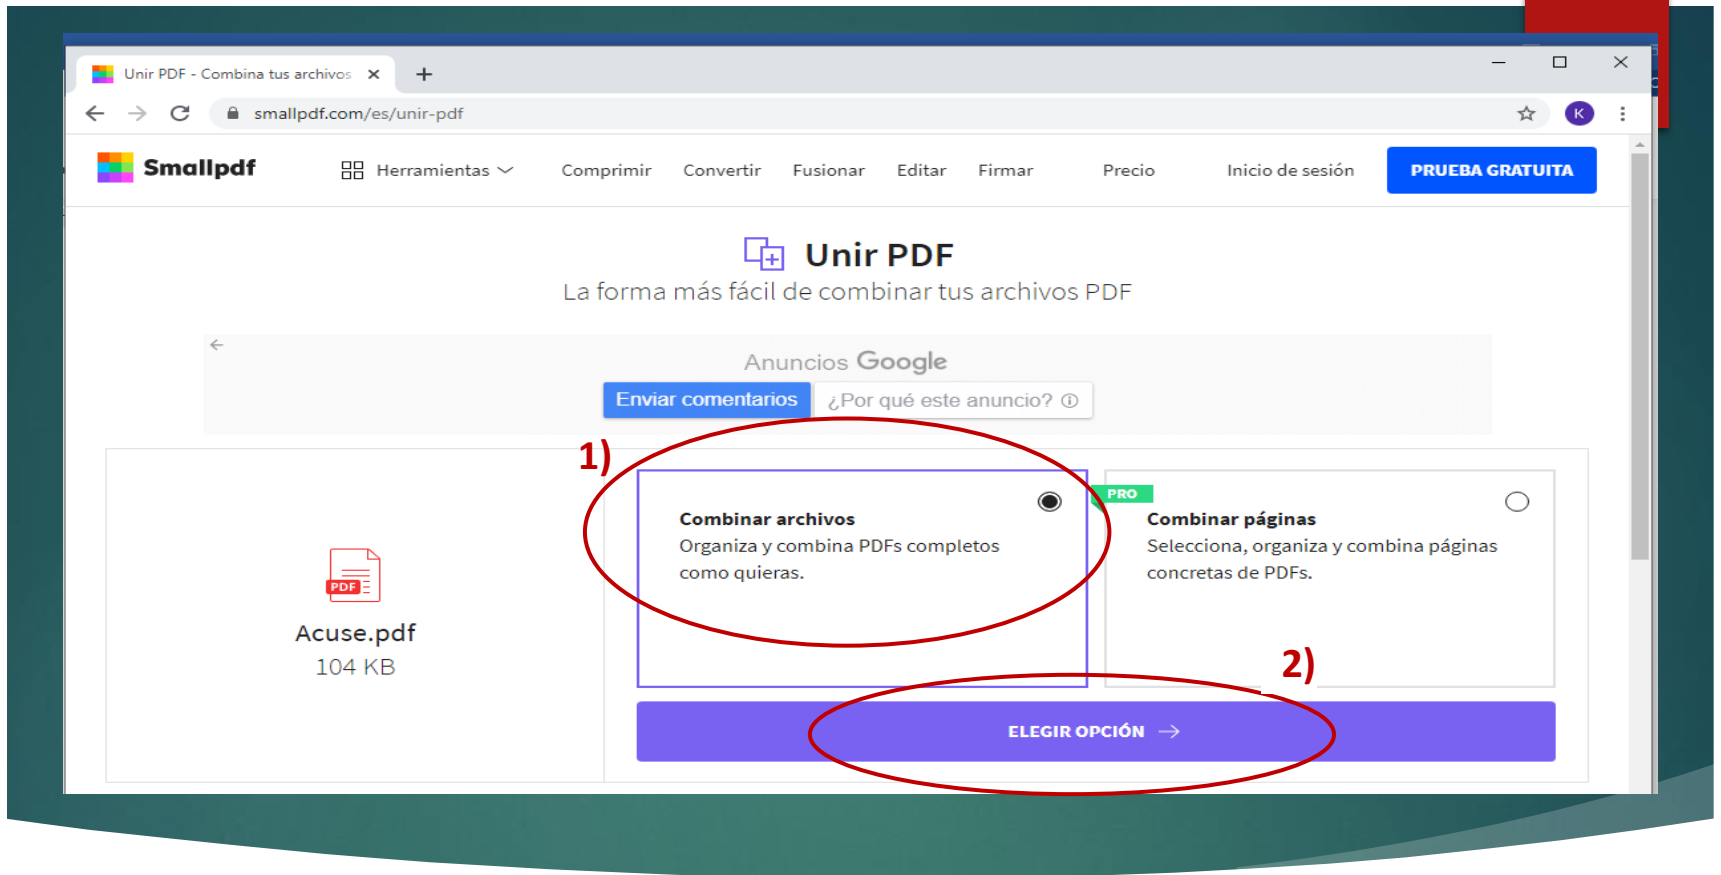 Unir PDF - Combina tus archivos
smallpdf.com/es/unir-pdf
K
Smallpdf
Herramientas
Comprimir
Convertir
Fusionar
Editar
Firmar
Precio
Inicio de sesión
PRUEBA GRATUITA
Unir PDF
La forma más fácil de combinar tus archivos PDF
Anuncios Google
Enviar comentarios
¿Por qué este anuncio?
1)
Combinar archivos
Organiza y combina PDFs completos
como quieras.
PRO
Combinar páginas
Selecciona, organiza y combina páginas
concretas de PDFs.
PDF
Acuse.pdf
104 KB
2)
ELEGIR OPCIÓN →